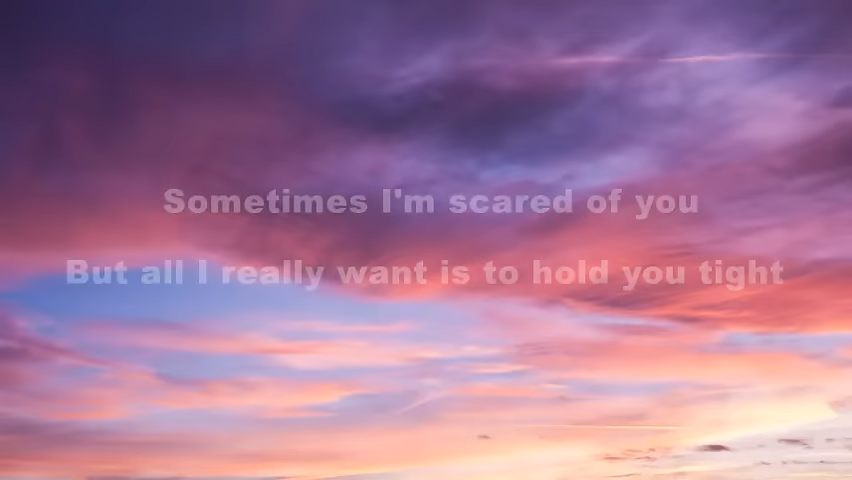 Sometimes I'm scared of you
But all I really want is to hold you tight